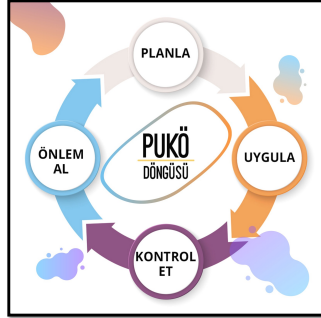 PLANLA
ÖNLEM
AL
PUKÖ
DÖNGÜSÜ
UYGULA
KONTROL
ET